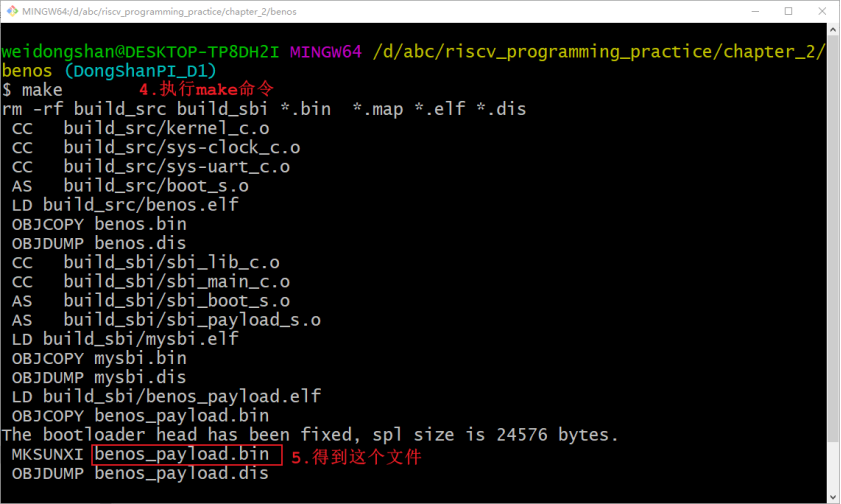 MINGW64:/d/abc/riscv_programming_practice/chapter_2/benos
weidongshan@DESKTOP-TP8DH2I MINGW64 /d/abc/riscv_programming_practice/chapter_2/
benos (DongShanPI_D1)
$ make 4.执行make命令
rm -rf build_src build_sbi *.bin  *.map *.elf *.dis
CC   build_src/kernel_c.o
CC   build_src/sys-clock_c.o
CC   build_src/sys-uart_c.o
AS   build_src/boot_s.o
LD build_src/benos.elf
OBJCOPY benos.bin
OBJDUMP benos.dis
CC   build_sbi/sbi_lib_c.o
CC   build_sbi/sbi_main_c.o
AS   build_sbi/sbi_boot_s.o
AS   build_sbi/sbi_payload_s.o
LD build_sbi/mysbi.elf
OBJCOPY mysbi.bin
OBJDUMP mysbi.dis
LD build_sbi/benos_payload.elf
OBJCOPY benos_payload.bin
The bootloader head has been fixed, spl size is 24576 bytes.
MKSUNXI benos_payload.bin 5.得到这个文件
OBJDUMP benos_payload.dis